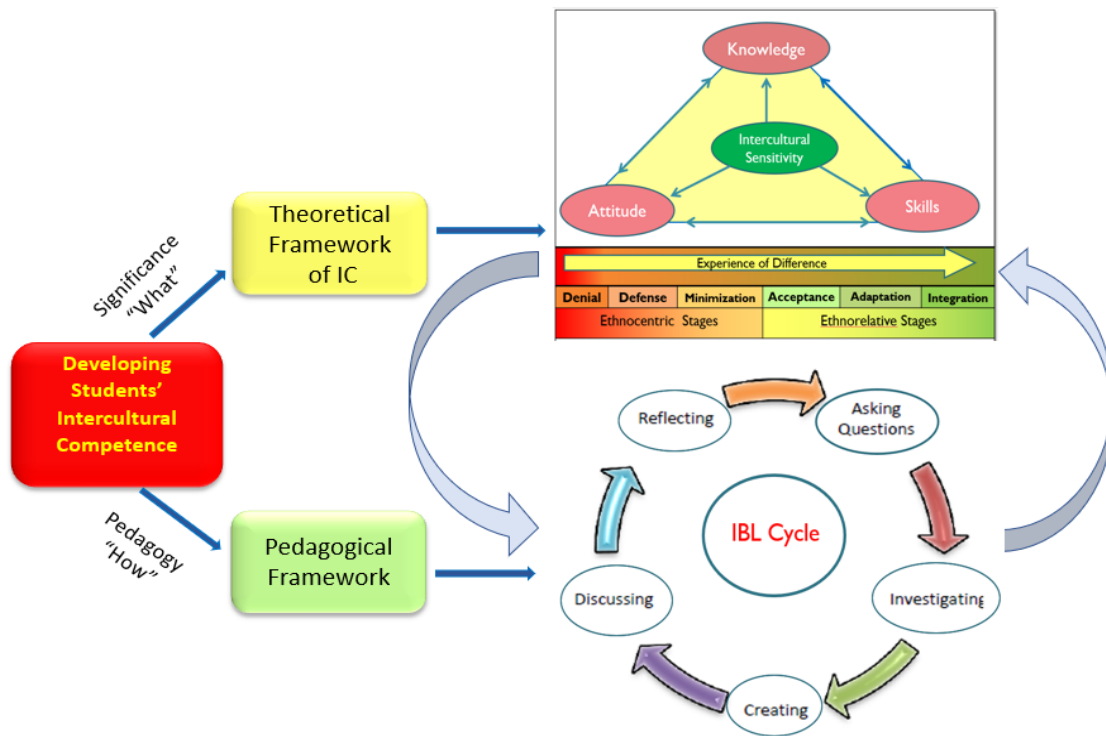 Knowledge
Intercultural
Sensitivity
Attitude
Skills
Theoretical
Framework
of IC
Significance
“What”
Experience of Difference
Denial Defense Minimization Acceptance Adaptation Integration
Ethnocentric Stages Ethnorelative Stages
Developing
Students’
Intercultural
Competence
Pedagogy
“How”
Pedagogical
Framework
Reflecting
Asking
Questions
IBL Cycle
Discussing
Investigating
Creating